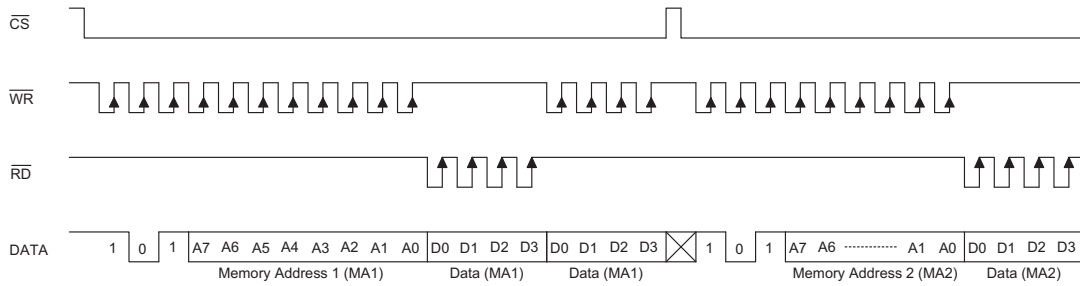 CS
WR
RD
DATA 1 0 1 A7 A6 A5 A4 A3 A2 A1 A0 D0 D1 D2 D3 D0 D1 D2 D3 1 0 1 A7 A6 A1 A0 D0 D1 D2 D3
Memory Address 1 (MA1) Data (MA1) Data (MA1) Memory Address 2 (MA2) Data (MA2)